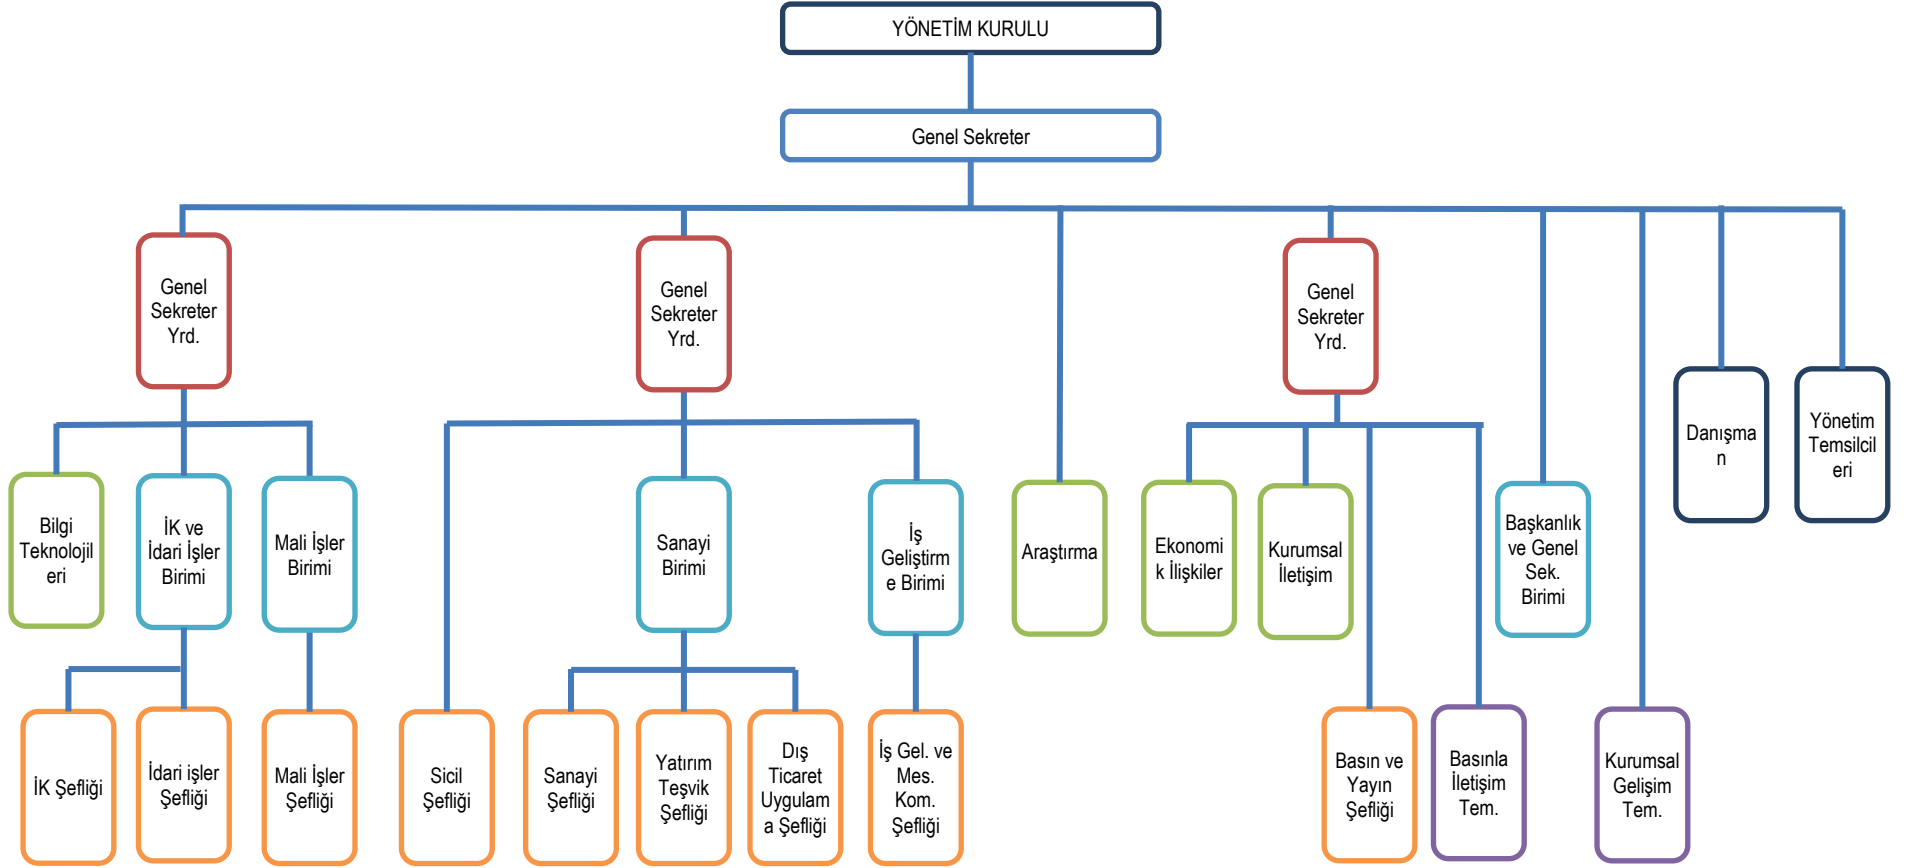 YÖNETİM KURULU
Genel Sekreter
Genel
Sekreter
Yrd.
Genel
Sekreter
Yrd.
Genel
Sekreter
Yrd.
Danışma
n
Yönetim
Temsilcil
eri
Bilgi
Teknolojil
eri
İK ve
İdari İşler
Birimi
Mali İşler
Birimi
Sanayi
Birimi
İş
Geliştirm
e Birimi
Araştırma
Ekonomi
k İlişkiler
Kurumsal
İletişim
Başkanlık
ve Genel
Sek.
Birimi
İK Şefliği
İdari işler
Şefliği
Mali İşler
Şefliği
Sicil
Şefliği
Sanayi
Şefliği
Yatırım
Teşvik
Şefliği
Dış
Ticaret
Uygulam
a Şefliği
İş Gel. ve
Mes.
Kom.
Şefliği
Basın ve
Yayın
Şefliği
Basınla
İletişim
Tem.
Kurumsal
Gelişim
Tem.